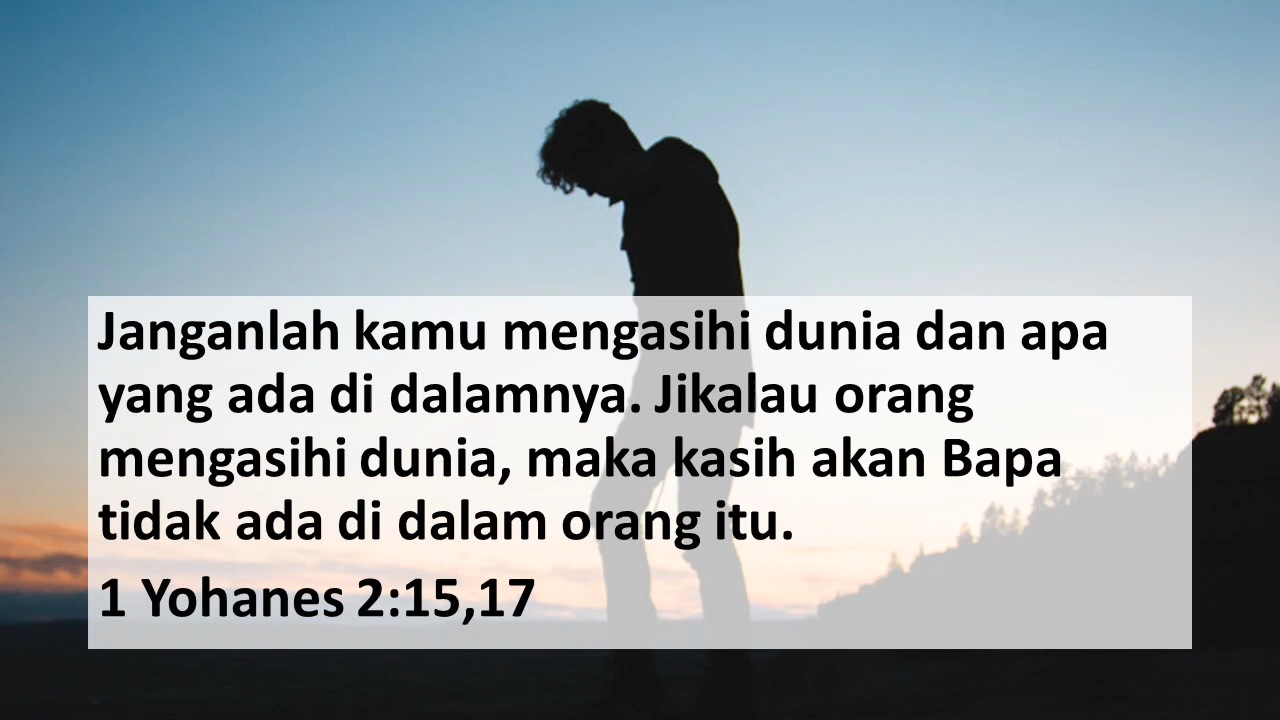 Janganlah kamu mengasihi dunia dan apa
yang ada di dalamnya. Jikalau orang
mengasihi dunia, maka kasih akan Bapa
tidak ada di dalam orang itu.
1 Yohanes 2:15,17